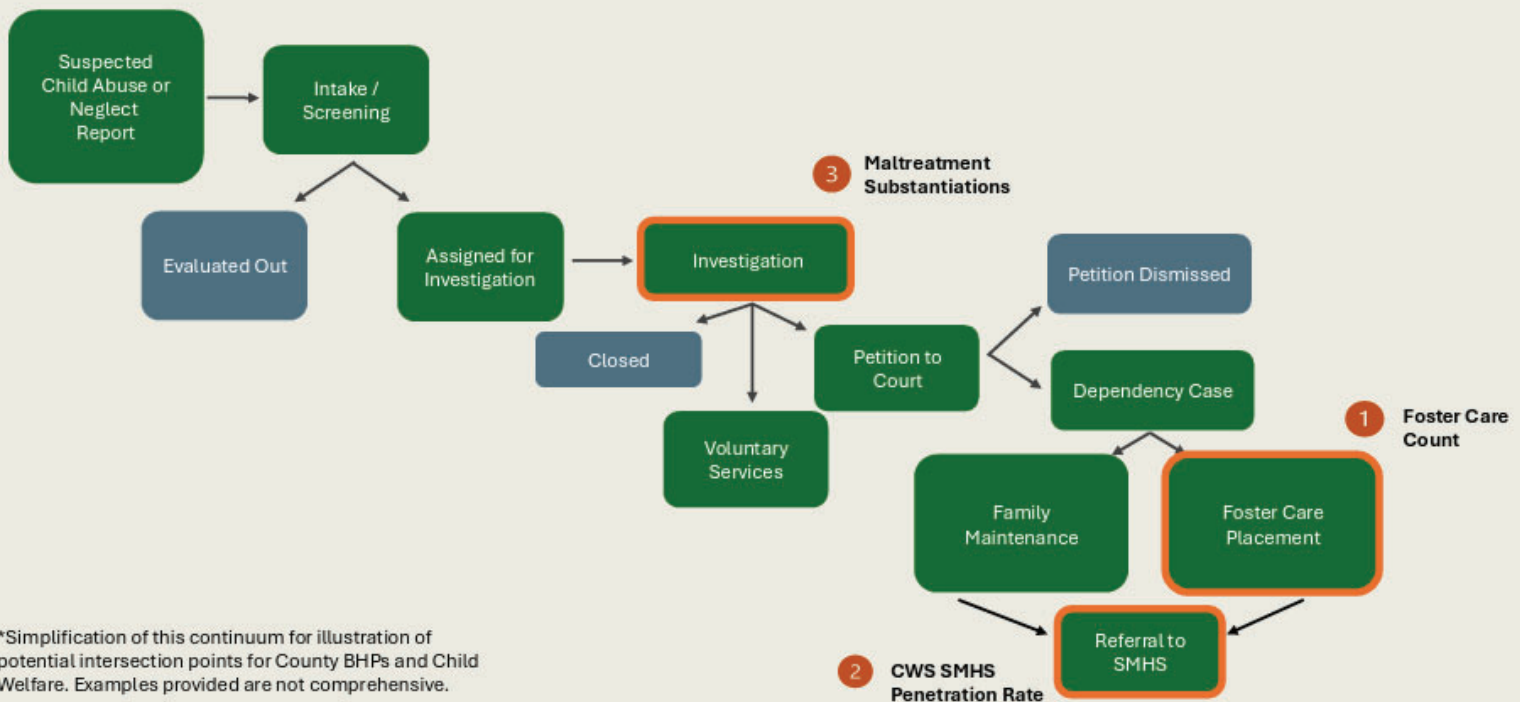 Suspected
Child Abuse or
Neglect
Report
Intake /
Screening
3
Maltreatment
Substantiations
Evaluated Out
Assigned for
Investigation
Investigation
Petition Dismissed
Closed
Petition to
Court
Dependency Case
1
Foster Care
Count
Voluntary
Services
Family
Maintenance
Foster Care
Placement
*Simplification of this continuum for illustration of
potential intersection points for County BHPs and Child
Welfare. Examples provided are not comprehensive.
Referral to
SMHS
2
CWS SMHS
Penetration Rate